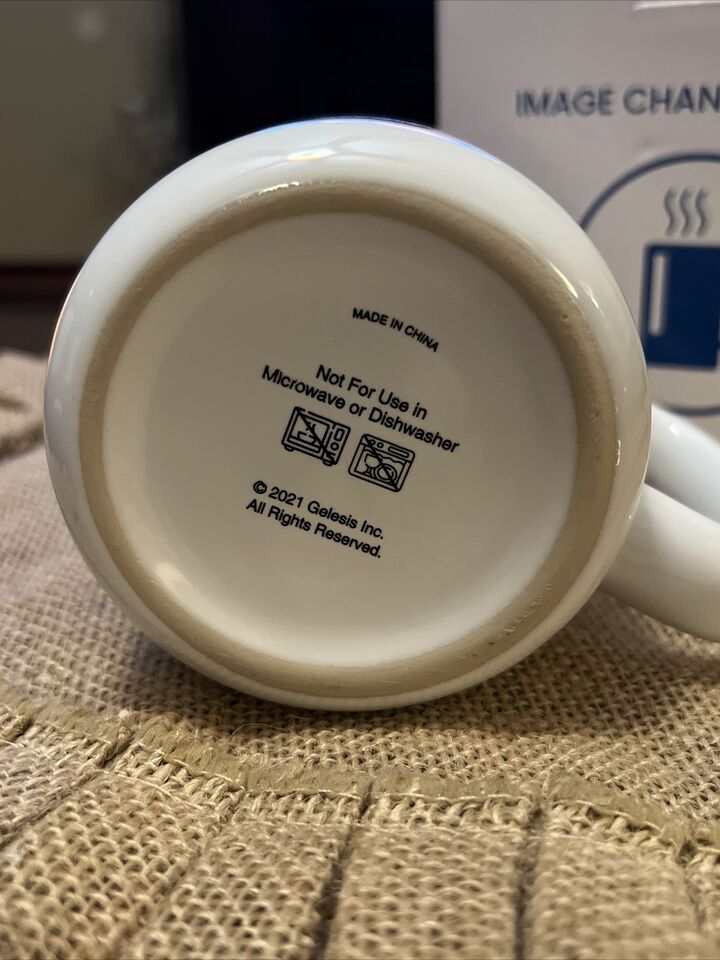 IMAGE CHAN
MADE IN CHINA
Not For Use in
Microwave or Dishwasher
© 2021 Gelesis Inc.
All Rights Reserved.